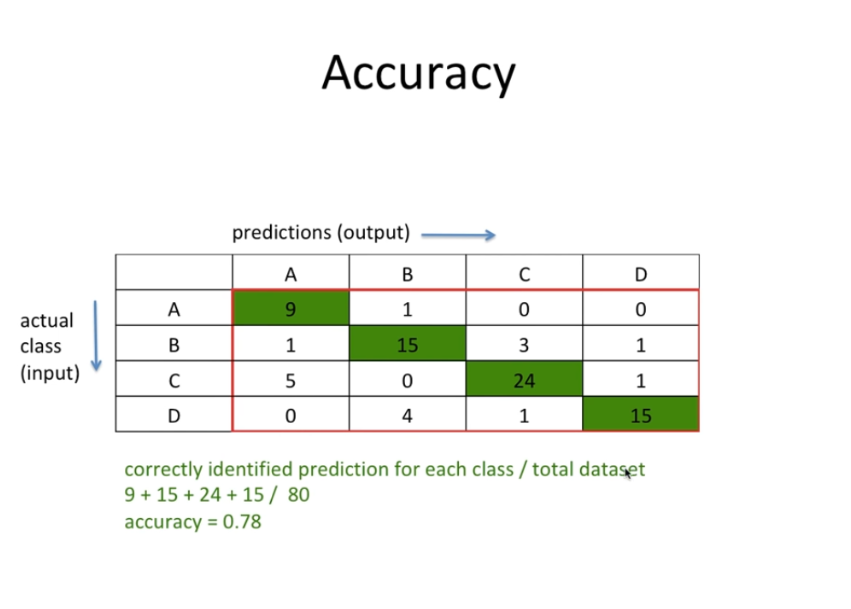 Accuracy
predictions (output)
A B C D
actual
class
(input)
A 9 1 0 0
B 1 15 3 1
C 5 0 24 1
D 0 4 1 15
correctly identified prediction for each class / total dataset
9 + 15 + 24 + 15 / 80
accuracy = 0.78